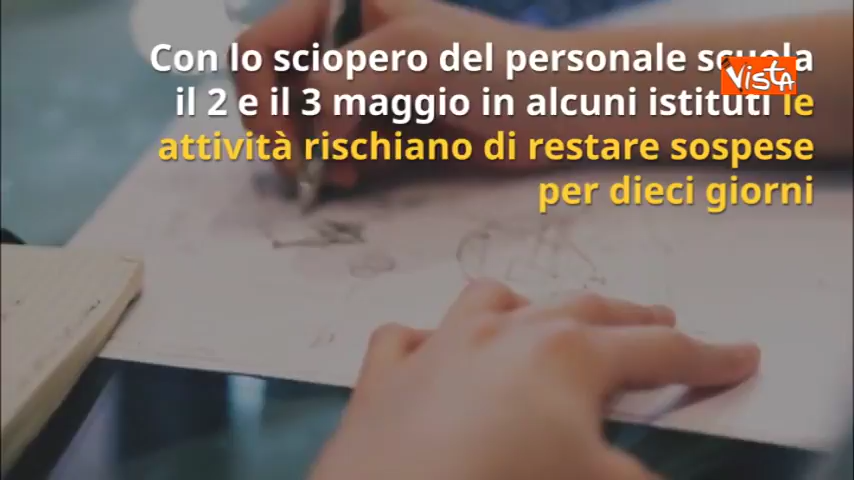 Con lo sciopero del personale scuola
VISTA
il 2 e il 3 maggio in alcuni istituti le
attività rischiano di restare sospese
per dieci giorni